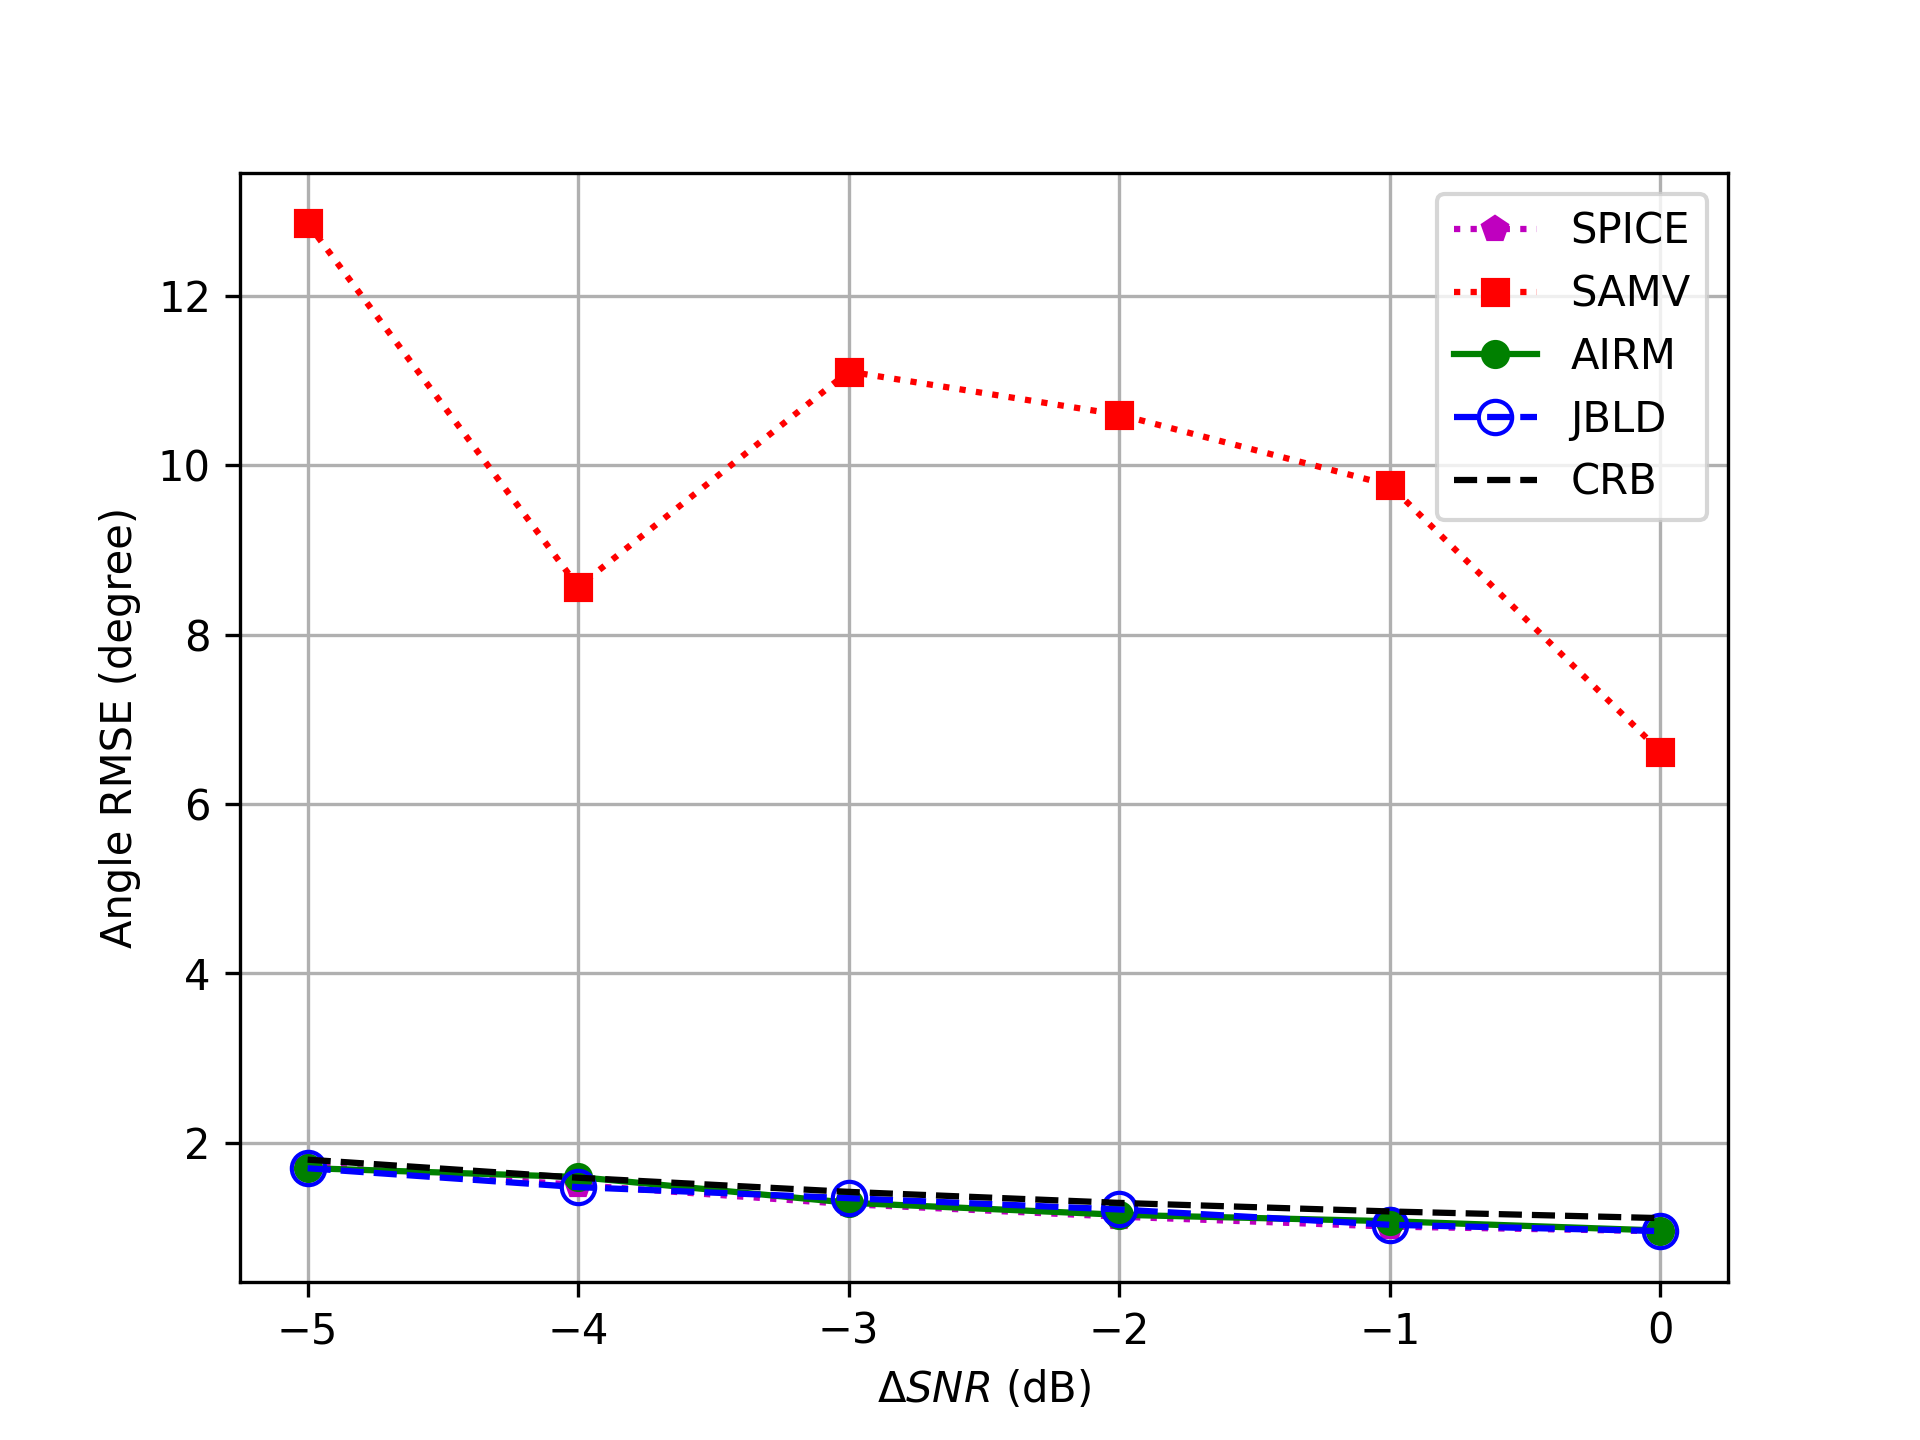 SPICE
SAMV
AIRM
JBLD
CRB
12
10
8
6
4
2
Angle RMSE (degree)
−5 −4 −3 −2 −1 0
ΔSNR (dB)